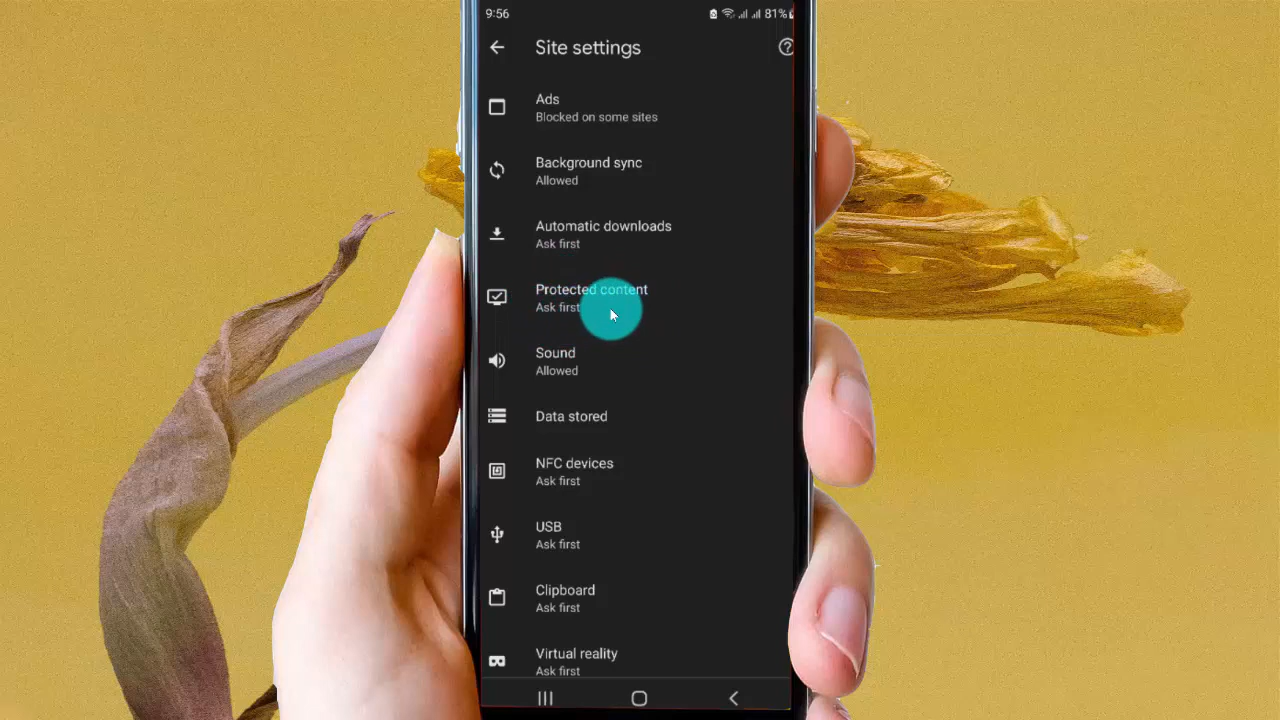 9:56
81%
Site settings
Ads
Blocked on some sites
Background sync
Allowed
Automatic downloads
Ask first
Protected content
Ask first
Sound
Allowed
Data stored
NFC devices
Ask first
USB
Ask first
Clipboard
Ask first
Virtual reality
Ask first